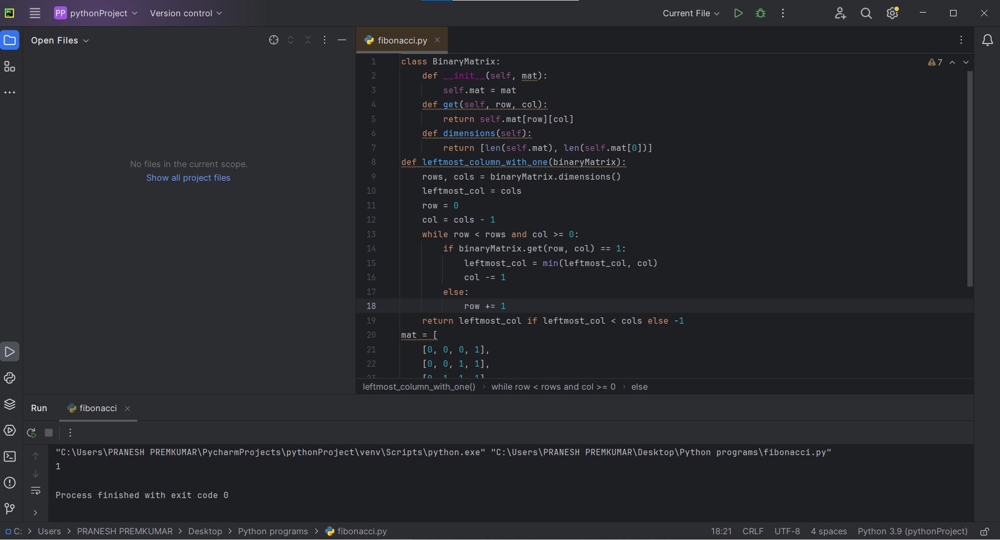 PC
PP pythonProject
Version control
Current File
Open Files
No files in the current scope.
Show all project files
fibonacci.py
7
1 class BinaryMatrix:
2     def __init__(self, mat):
3         self.mat = mat
4     def get(self, row, col):
5         return self.mat[row][col]
6     def dimensions(self):
7         return [len(self.mat), len(self.mat[0])]
8 def leftmost_column_with_one(binaryMatrix):
9     rows, cols = binaryMatrix.dimensions()
10     leftmost_col = cols
11     row = 0
12     col = cols - 1
13     while row < rows and col >= 0:
14         if binaryMatrix.get(row, col) == 1:
15             leftmost_col = min(leftmost_col, col)
16             col -= 1
17         else:
18             row += 1
19     return leftmost_col if leftmost_col < cols else -1
20 mat = [
21     [0, 0, 0, 1],
22     [0, 0, 1, 1],
23     [0, 1, 1, 1]
leftmost_column_with_one() › while row < rows and col >= 0 › else
Run
fibonacci
"C:\Users\PRANESH PREMKUMAR\PycharmProjects\pythonProject\venv\Scripts\python.exe" "C:\Users\PRANESH PREMKUMAR\Desktop\Python programs\fibonacci.py"
1
Process finished with exit code 0
C: > Users > PRANESH PREMKUMAR > Desktop > Python programs > fibonacci.py
18:21 CRLF UTF-8 4 spaces Python 3.9 (pythonProject)